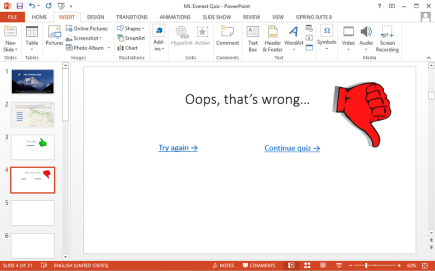 Mt. Everest Quiz - PowerPoint
FILE HOME INSERT DESIGN TRANSITIONS ANIMATIONS SLIDE SHOW REVIEW VIEW ISPRING SUITE 8
New Slide
Table
Pictures
Online Pictures
Screenshot
Photo Album
Shapes
SmartArt
Chart
Add-ins
Hyperlink
Action
Comment
Text Box
Header & Footer
WordArt
Symbols
Video
Audio
Screen Recording
Slides Tables Images Illustrations Links Comments Text Media
1
2
3
4
5
6
Oops, that's wrong...
Try again → Continue quiz →
SLIDE 4 OF 21 ENGLISH (UNITED STATES) NOTES COMMENTS 62%